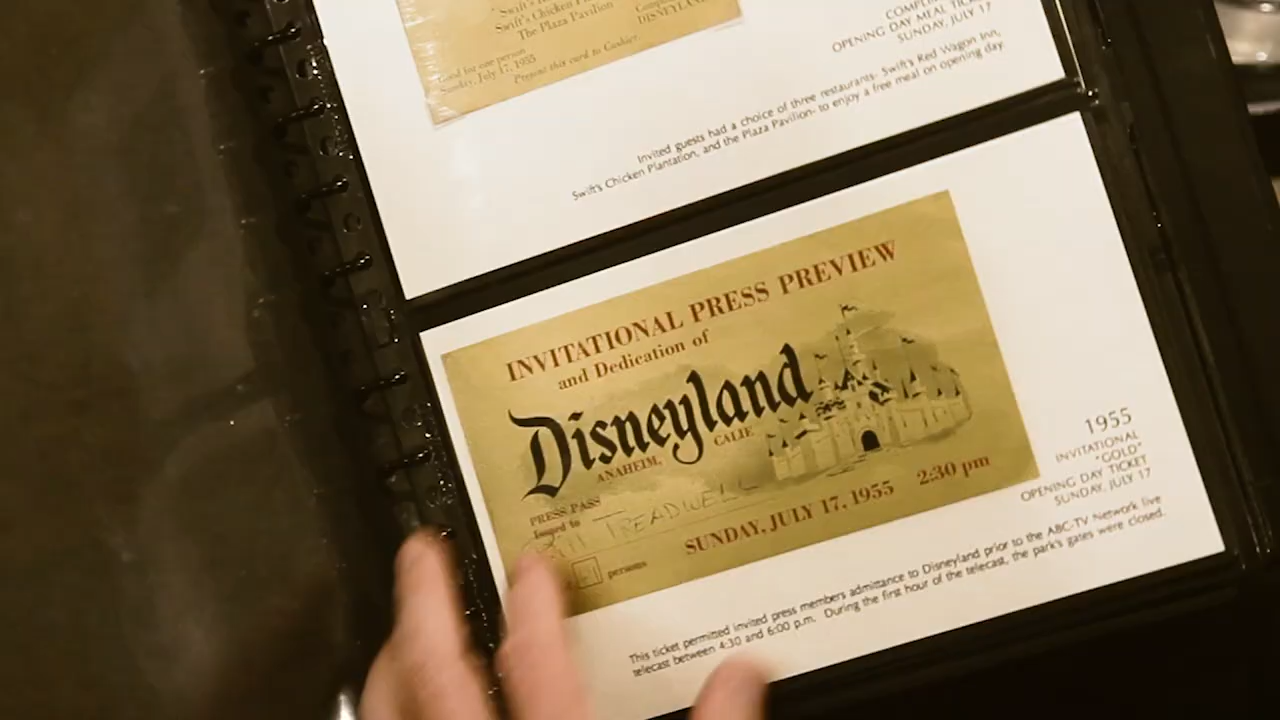 Swift's
Swift's Chicken
The Plaza Pavilion
DISNEYLAND
Good for one person
Sunday, July 17, 1955
Present this card to Cashier.
OPENING DAY MEAL TICKET
SUNDAY, JULY 17
Invited guests had a choice of three restaurants- Swift's Red Wagon Inn,
Swift's Chicken Plantation, and the Plaza Pavilion- to enjoy a free meal on opening day.
INVITATIONAL PRESS PREVIEW
and Dedication of
Disneyland
ANAHEIM, CALIF.
PRESS PASS
Issued to TREADWELL
persons
SUNDAY, JULY 17, 1955 2:30 pm
1955
INVITATIONAL
"GOLD"
OPENING DAY TICKET
SUNDAY, JULY 17
This ticket permitted invited press members admittance to Disneyland prior to the ABC-TV Network live
telecast between 4:30 and 6:00 p.m. During the first hour of the telecast, the park's gates were closed.